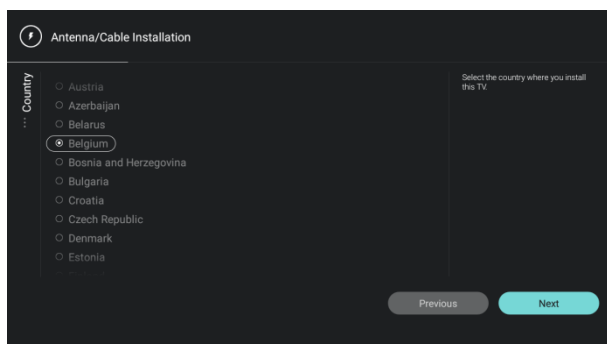 Antenna/Cable Installation
Country
Austria
Azerbaijan
Belarus
Belgium
Bosnia and Herzegovina
Bulgaria
Croatia
Czech Republic
Denmark
Estonia
Select the country where you install
this TV.
Previous
Next